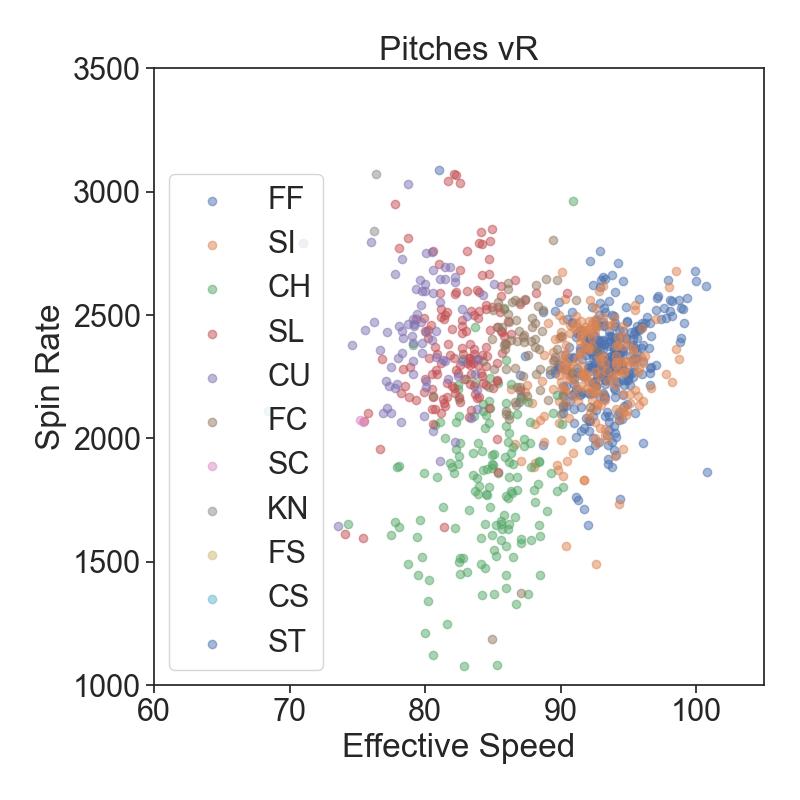 Pitches vR
3500
3000
2500
2000
1500
1000
Spin Rate
FF
SI
CH
SL
CU
FC
SC
KN
FS
CS
ST
60 70 80 90 100
Effective Speed